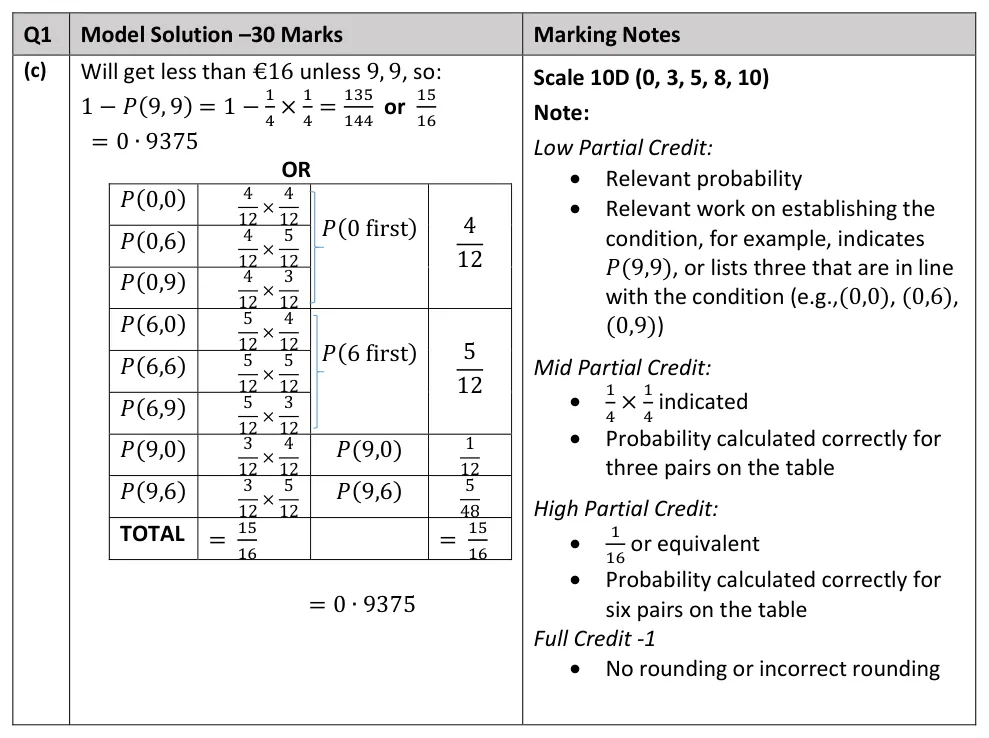 Q1 Model Solution –30 Marks Marking Notes
(c) Will get less than €16 unless 9, 9, so:
1 − P(9, 9) = 1 − 1/4 × 1/4 = 135/144 or 15/16
= 0 · 9375
OR
P(0,0) 4/12 × 4/12 P(0 first) 4/12
P(0,6) 4/12 × 5/12
P(0,9) 4/12 × 3/12
P(6,0) 5/12 × 4/12 P(6 first) 5/12
P(6,6) 5/12 × 5/12
P(6,9) 5/12 × 3/12
P(9,0) 3/12 × 4/12 P(9,0) 1/12
P(9,6) 3/12 × 5/12 P(9,6) 5/48
TOTAL = 15/16 = 15/16
= 0 · 9375
Scale 10D (0, 3, 5, 8, 10)
Note:
Low Partial Credit:
• Relevant probability
• Relevant work on establishing the
condition, for example, indicates
P(9,9), or lists three that are in line
with the condition (e.g.,(0,0), (0,6),
(0,9))
Mid Partial Credit:
• 1/4 × 1/4 indicated
• Probability calculated correctly for
three pairs on the table
High Partial Credit:
• 1/16 or equivalent
• Probability calculated correctly for
six pairs on the table
Full Credit -1
• No rounding or incorrect rounding